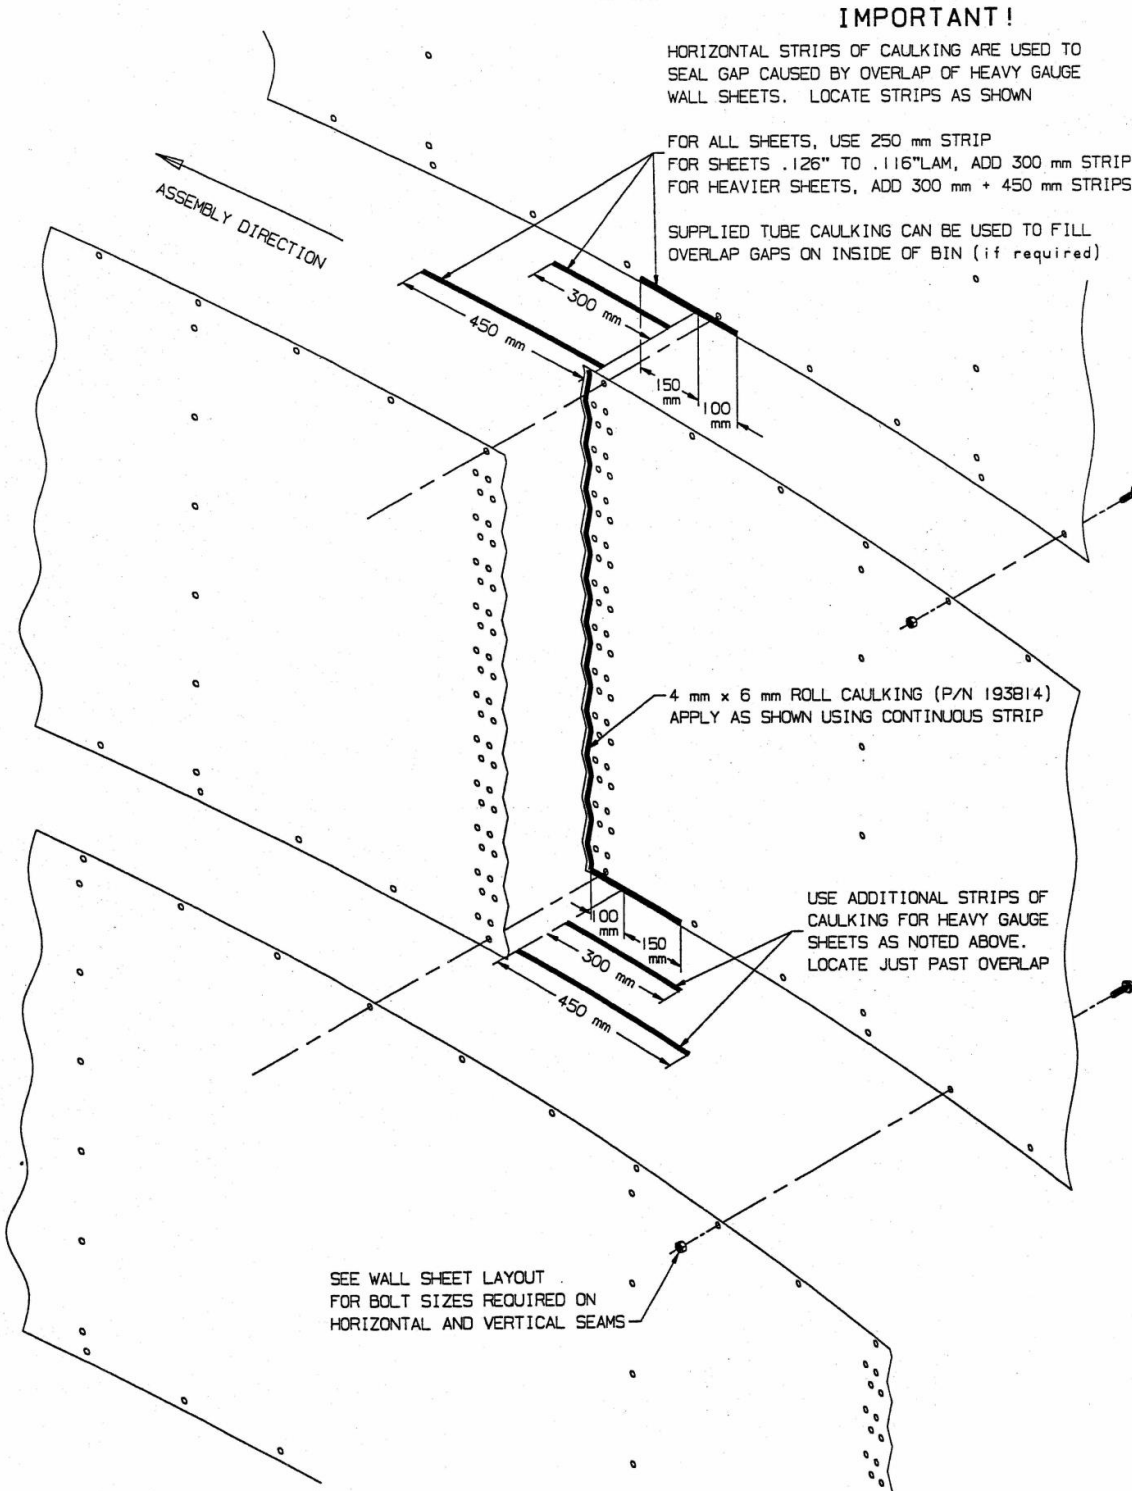 IMPORTANT!
HORIZONTAL STRIPS OF CAULKING ARE USED TO
SEAL GAP CAUSED BY OVERLAP OF HEAVY GAUGE
WALL SHEETS. LOCATE STRIPS AS SHOWN
FOR ALL SHEETS, USE 250 mm STRIP
FOR SHEETS .126" TO .116"LAM, ADD 300 mm STRIP
FOR HEAVIER SHEETS, ADD 300 mm + 450 mm STRIPS
SUPPLIED TUBE CAULKING CAN BE USED TO FILL
OVERLAP GAPS ON INSIDE OF BIN (if required)
ASSEMBLY DIRECTION
300 mm
450 mm
150
mm
100
mm
4 mm x 6 mm ROLL CAULKING (P/N 193814)
APPLY AS SHOWN USING CONTINUOUS STRIP
USE ADDITIONAL STRIPS OF
CAULKING FOR HEAVY GAUGE
SHEETS AS NOTED ABOVE.
LOCATE JUST PAST OVERLAP
100
mm
150
mm
300 mm
450 mm
SEE WALL SHEET LAYOUT
FOR BOLT SIZES REQUIRED ON
HORIZONTAL AND VERTICAL SEAMS